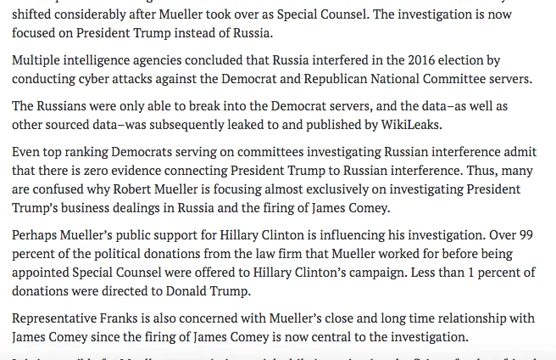 shifted considerably after Mueller took over as Special Counsel. The investigation is now
focused on President Trump instead of Russia.
Multiple intelligence agencies concluded that Russia interfered in the 2016 election by
conducting cyber attacks against the Democrat and Republican National Committee servers.
The Russians were only able to break into the Democrat servers, and the data–as well as
other sourced data–was subsequently leaked to and published by WikiLeaks.
Even top ranking Democrats serving on committees investigating Russian interference admit
that there is zero evidence connecting President Trump to Russian interference. Thus, many
are confused why Robert Mueller is focusing almost exclusively on investigating President
Trump’s business dealings in Russia and the firing of James Comey.
Perhaps Mueller’s public support for Hillary Clinton is influencing his investigation. Over 99
percent of the political donations from the law firm that Mueller worked for before being
appointed Special Counsel were offered to Hillary Clinton’s campaign. Less than 1 percent of
donations were directed to Donald Trump.
Representative Franks is also concerned with Mueller’s close and long time relationship with
James Comey since the firing of James Comey is now central to the investigation.